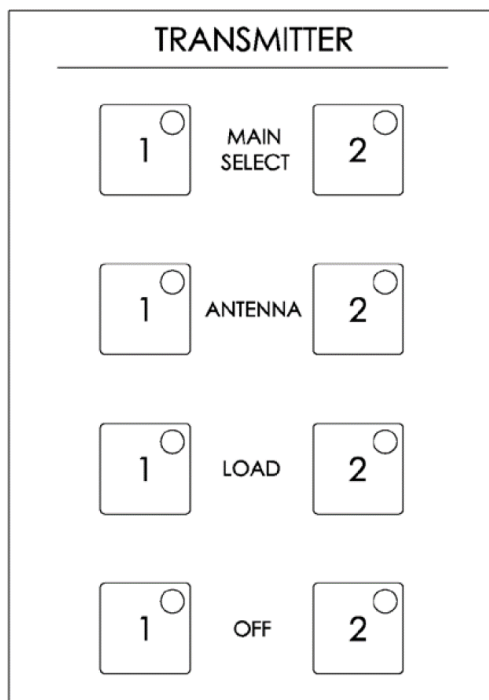 TRANSMITTER
1 MAIN SELECT 2
1 ANTENNA 2
1 LOAD 2
1 OFF 2